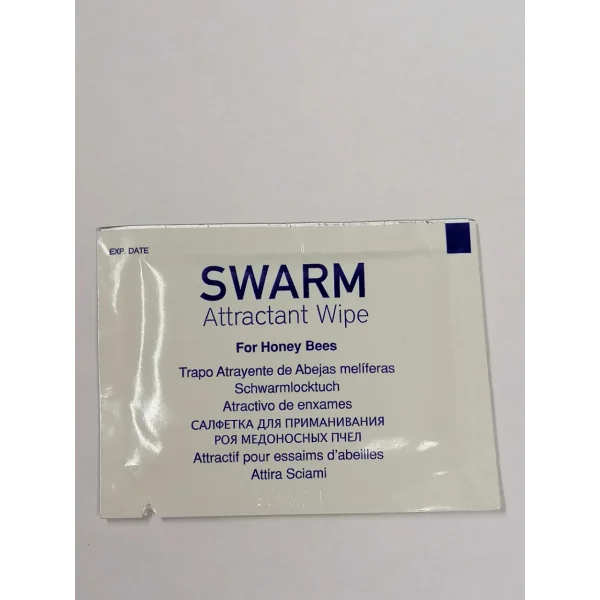 EXP. DATE
SWARM
Attractant Wipe
For Honey Bees
Trapo Atrayente de Abejas melíferas
Schwarmlocktuch
Atractivo de enxames
САЛФЕТКА ДЛЯ ПРИМАНИВАНИЯ
РОЯ МЕДОНОСНЫХ ПЧЕЛ
Attractif pour essaims d'abeilles
Attira Sciami